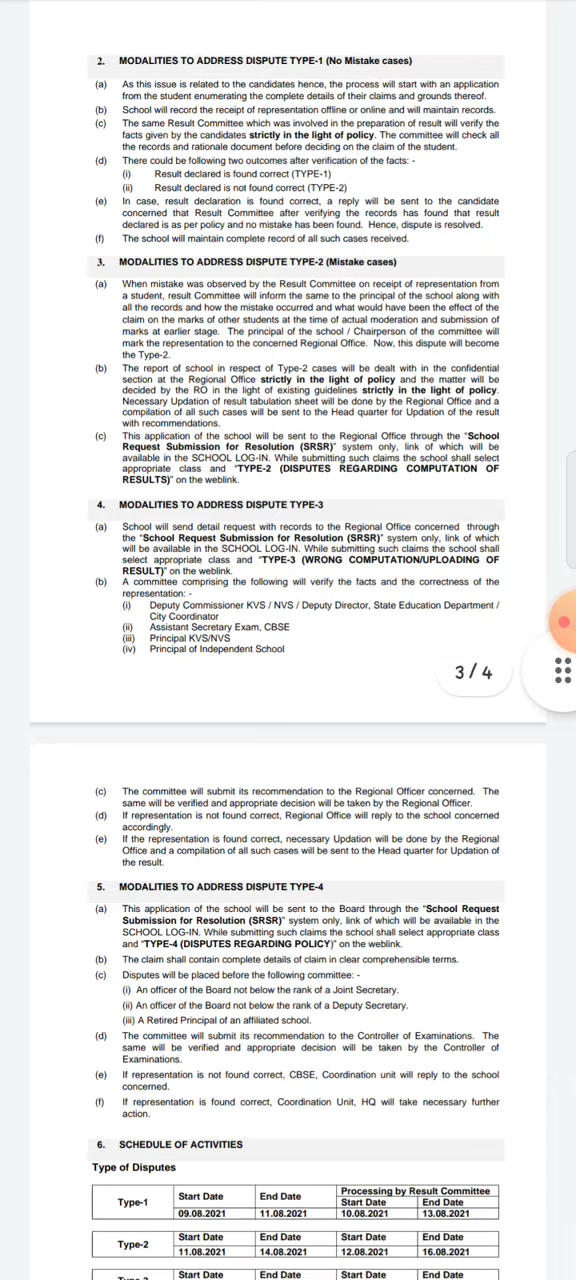 2. MODALITIES TO ADDRESS DISPUTE TYPE-1 (No Mistake cases)
(a) As this issue is related to the candidates hence, the process will start with an application
from the student enumerating the complete details of their claims and grounds thereof.
(b) School will record the receipt of representation offline or online and will maintain records.
(c) The same Result Committee which was involved in the preparation of result will verify the
facts given by the candidates strictly in the light of policy. The committee will check all
the records and rationale document before deciding on the claim of the student.
(d) There could be following two outcomes after verification of the facts: -
(i) Result declared is found correct (TYPE-1)
(ii) Result declared is not found correct (TYPE-2)
(e) In case, result declaration is found correct, a reply will be sent to the candidate
concerned that Result Committee after verifying the records has found that result
declared is as per policy and no mistake has been found. Hence, dispute is resolved.
(f) The school will maintain complete record of all such cases received.
3. MODALITIES TO ADDRESS DISPUTE TYPE-2 (Mistake cases)
(a) When mistake was observed by the Result Committee on receipt of representation from
a student, result Committee will inform the same to the principal of the school along with
all the records and how the mistake occurred and what would have been the effect of the
claim on the marks of other students at the time of actual moderation and submission of
marks at earlier stage. The principal of the school / Chairperson of the committee will
mark the representation to the concerned Regional Office. Now, this dispute will become
the Type-2.
(b) The report of school in respect of Type-2 cases will be dealt with in the confidential
section at the Regional Office strictly in the light of policy and the matter will be
decided by the RO in the light of existing guidelines strictly in the light of policy.
Necessary Updation of result tabulation sheet will be done by the Regional Office and a
compilation of all such cases will be sent to the Head quarter for Updation of the result
with recommendations.
(c) This application of the school will be sent to the Regional Office through the "School
Request Submission for Resolution (SRSR)" system only, link of which will be
available in the SCHOOL LOG-IN. While submitting such claims the school shall select
appropriate class and "TYPE-2 (DISPUTES REGARDING COMPUTATION OF
RESULTS)" on the weblink.
4. MODALITIES TO ADDRESS DISPUTE TYPE-3
(a) School will send detail request with records to the Regional Office concerned through
the "School Request Submission for Resolution (SRSR)" system only, link of which
will be available in the SCHOOL LOG-IN. While submitting such claims the school shall
select appropriate class and "TYPE-3 (WRONG COMPUTATION/UPLOADING OF
RESULT)" on the weblink.
(b) A committee comprising the following will verify the facts and the correctness of the
representation: -
(i) Deputy Commissioner KVS / NVS / Deputy Director, State Education Department /
City Coordinator
(ii) Assistant Secretary Exam, CBSE
(iii) Principal KVS/NVS
(iv) Principal of Independent School
3 / 4
(c) The committee will submit its recommendation to the Regional Officer concerned. The
same will be verified and appropriate decision will be taken by the Regional Officer.
(d) If representation is not found correct, Regional Office will reply to the school concerned
accordingly.
(e) If the representation is found correct, necessary Updation will be done by the Regional
Office and a compilation of all such cases will be sent to the Head quarter for Updation of
the result.
5. MODALITIES TO ADDRESS DISPUTE TYPE-4
(a) This application of the school will be sent to the Board through the "School Request
Submission for Resolution (SRSR)" system only, link of which will be available in the
SCHOOL LOG-IN. While submitting such claims the school shall select appropriate class
and "TYPE-4 (DISPUTES REGARDING POLICY)" on the weblink.
(b) The claim shall contain complete details of claim in clear comprehensible terms.
(c) Disputes will be placed before the following committee: -
(i) An officer of the Board not below the rank of a Joint Secretary.
(ii) An officer of the Board not below the rank of a Deputy Secretary.
(iii) A Retired Principal of an affiliated school.
(d) The committee will submit its recommendation to the Controller of Examinations. The
same will be verified and appropriate decision will be taken by the Controller of
Examinations.
(e) If representation is not found correct, CBSE, Coordination unit will reply to the school
concerned.
(f) If representation is found correct, Coordination Unit, HQ will take necessary further
action.
6. SCHEDULE OF ACTIVITIES
Type of Disputes
Processing by Result Committee
Type-1 Start Date End Date Start Date End Date
09.08.2021 11.08.2021 10.08.2021 13.08.2021
Type-2 Start Date End Date Start Date End Date
11.08.2021 14.08.2021 12.08.2021 16.08.2021
Start Date End Date Start Date End Date